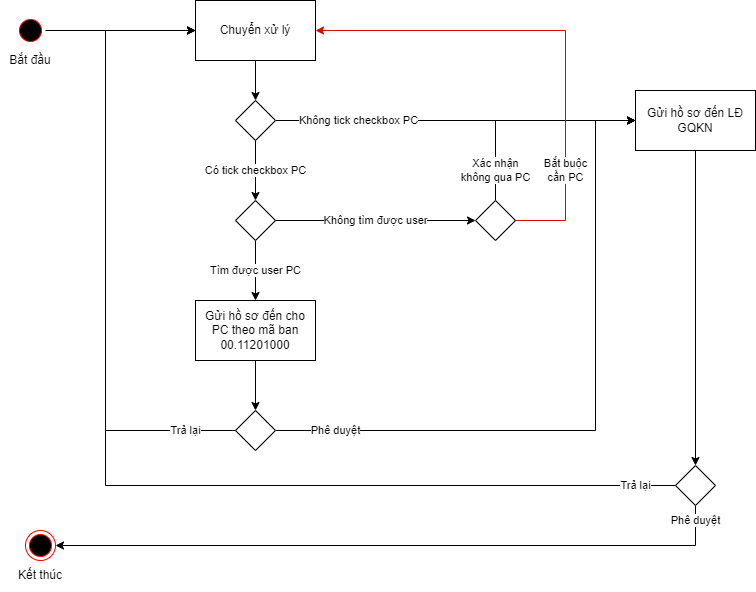 Chuyển xử lý
Bắt đầu
Gửi hồ sơ đến LĐ
GQKN
Không tick checkbox PC
Xác nhận
không qua PC
Bắt buộc
cần PC
Có tick checkbox PC
Không tìm được user
Tìm được user PC
Gửi hồ sơ đến cho
PC theo mã ban
00.11201000
Trả lại
Phê duyệt
Trả lại
Phê duyệt
Kết thúc